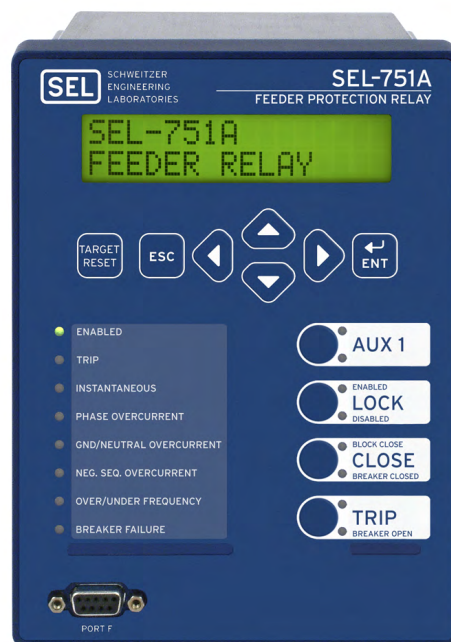 SEL
SCHWEITZER
ENGINEERING
LABORATORIES
SEL-751A
FEEDER PROTECTION RELAY
SEL-751A
FEEDER RELAY
TARGET
RESET
ESC
ENT
ENABLED
TRIP
INSTANTANEOUS
PHASE OVERCURRENT
GND/NEUTRAL OVERCURRENT
NEG. SEQ. OVERCURRENT
OVER/UNDER FREQUENCY
BREAKER FAILURE
AUX 1
ENABLED
LOCK
DISABLED
BLOCK CLOSE
CLOSE
BREAKER CLOSED
TRIP
BREAKER OPEN
PORT F